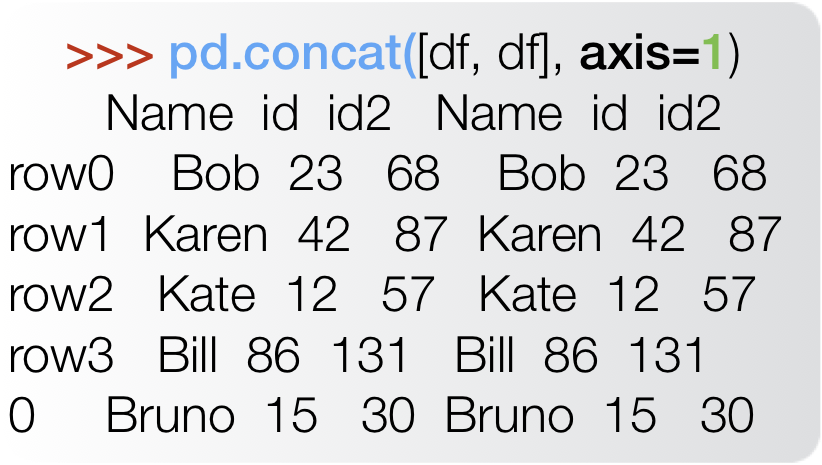 >>> pd.concat([df, df], axis=1)
Name id id2 Name id id2
row0 Bob 23 68 Bob 23 68
row1 Karen 42 87 Karen 42 87
row2 Kate 12 57 Kate 12 57
row3 Bill 86 131 Bill 86 131
0 Bruno 15 30 Bruno 15 30